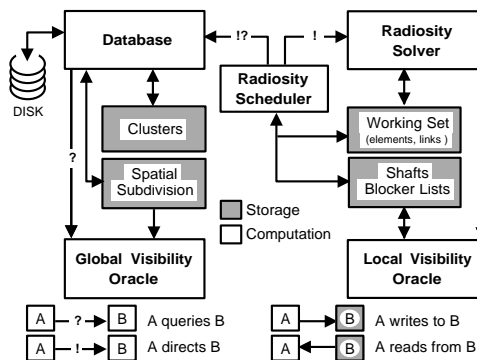 Database
!?
!
Radiosity
Solver
DISK
Radiosity
Scheduler
Clusters
Working Set
(elements, links )
?
Spatial
Subdivision
Shafts
Blocker Lists
Storage
Computation
Global Visibility
Oracle
Local Visibility
Oracle
A ? B A queries B
A B A writes to B
A ! B A directs B
A B A reads from B